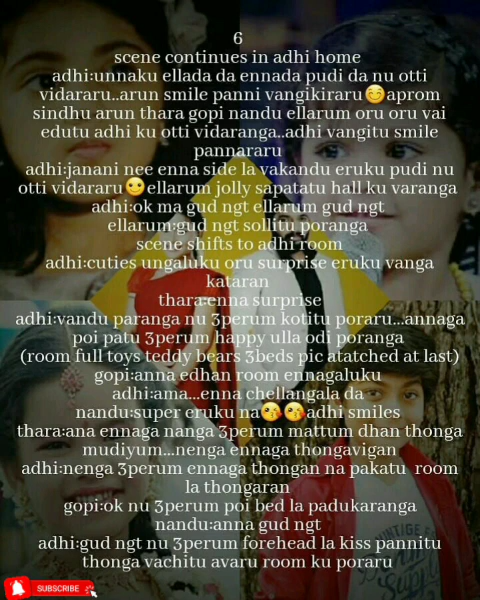 6
scene continues in adhi home
adhi:unnaku ellada da ennada pudi da nu otti
vidararu..arun smile panni vangikiraru😊aprom
sindhu arun thara gopi nandu ellarum oru oru vai
edutu adhi ku otti vidaranga..adhi vangitu smile
pannararu
adhi:janani nee enna side la vakandu eruku pudi nu
otti vidararu🙂ellarum jolly sapatatu hall ku varanga
adhi:ok ma gud ngt ellarum gud ngt
ellarum:gud ngt sollitu poranga
scene shifts to adhi room
adhi:cuties ungaluku oru surprise eruku vanga
kataran
thara:enna surprise
adhi:vandu paranga nu 3perum kotitu poraru...annaga
poi patu 3perum happy ulla odi poranga
(room full toys teddy bears 3beds pic atatched at last)
gopi:anna edhan room ennagaluku
adhi:ama...enna chellangala da
nandu:super eruku na😙😙adhi smiles
thara:ana ennaga nanga 3perum mattum dhan thonga
mudiyum...nenga ennaga thongavigan
adhi:nenga 3perum ennaga thongan na pakatu room
la thongaran
gopi:ok nu 3perum poi bed la padukaranga
nandu:anna gud ngt
adhi:gud ngt nu 3perum forehead la kiss pannitu
thonga vachitu avaru room ku poraru
SUBSCRIBE